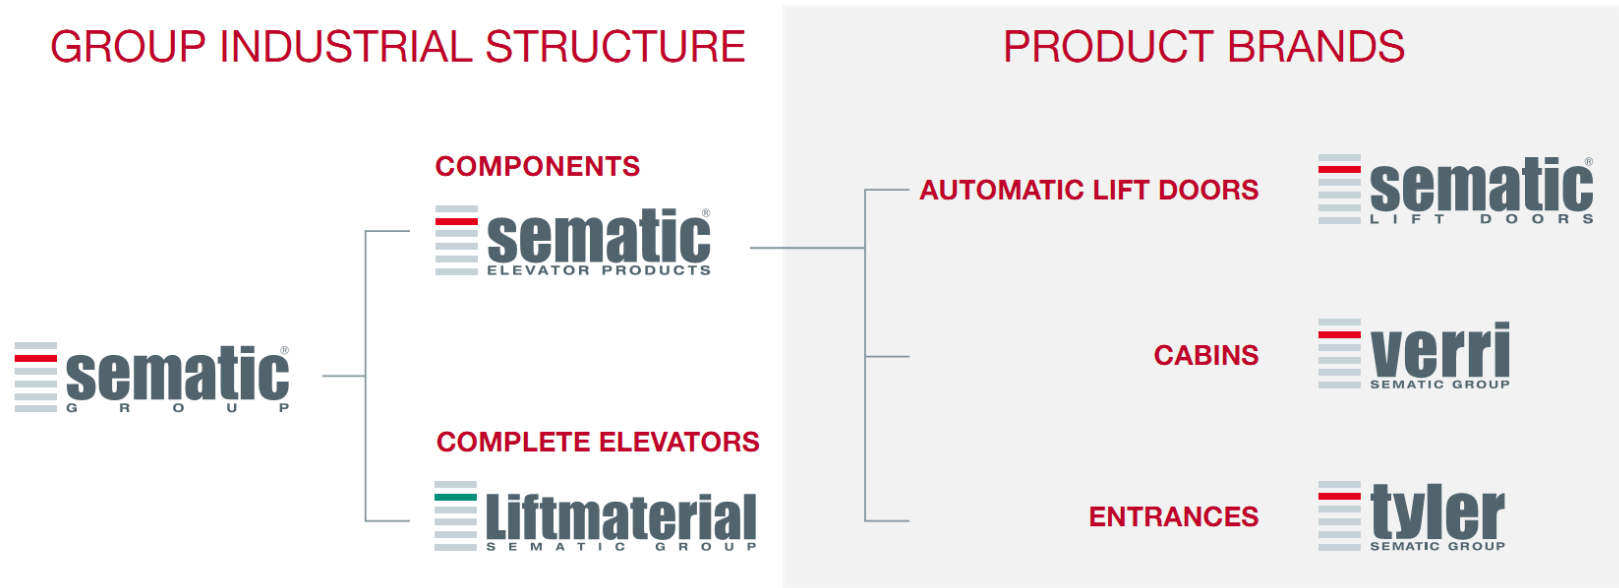 GROUP INDUSTRIAL STRUCTURE
PRODUCT BRANDS
COMPONENTS
sematic®
ELEVATOR PRODUCTS
AUTOMATIC LIFT DOORS
sematic®
LIFT DOORS
sematic®
GROUP
CABINS
verri
SEMATIC GROUP
COMPLETE ELEVATORS
Liftmaterial
SEMATIC GROUP
ENTRANCES
tyler
SEMATIC GROUP